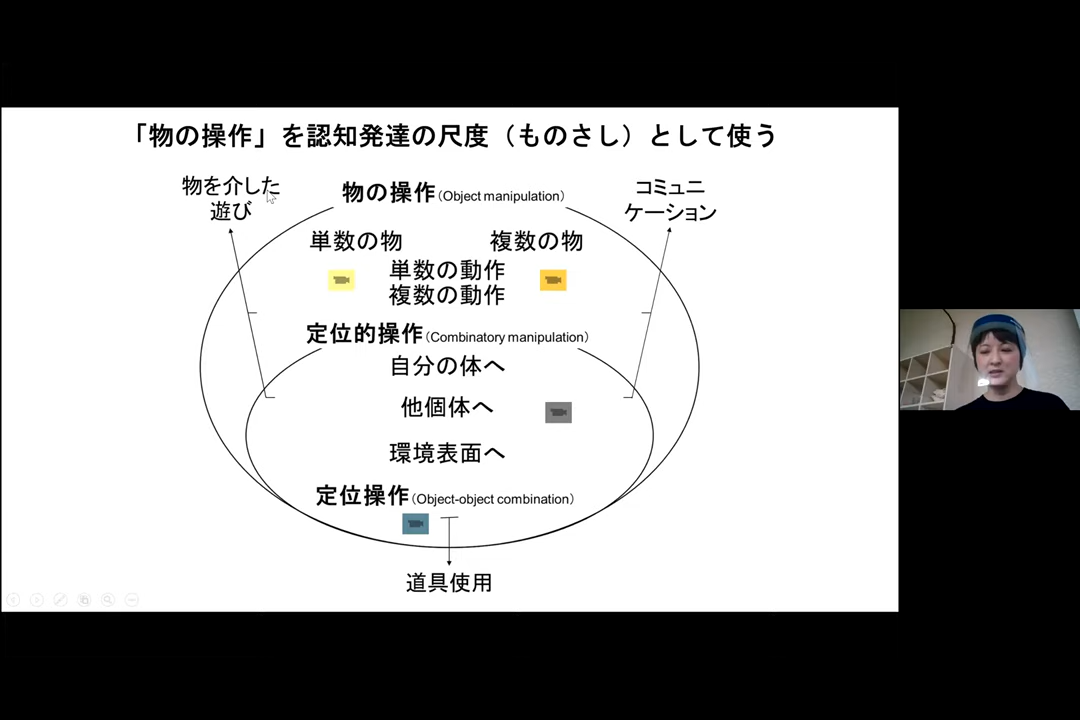 「物の操作」を認知発達の尺度（ものさし）として使う
物を介した
遊び
物の操作（Object manipulation）
コミュニ
ケーション
単数の物
複数の物
単数の動作
複数の動作
定位的操作（Combinatory manipulation）
自分の体へ
他個体へ
環境表面へ
定位操作（Object-object combination）
道具使用